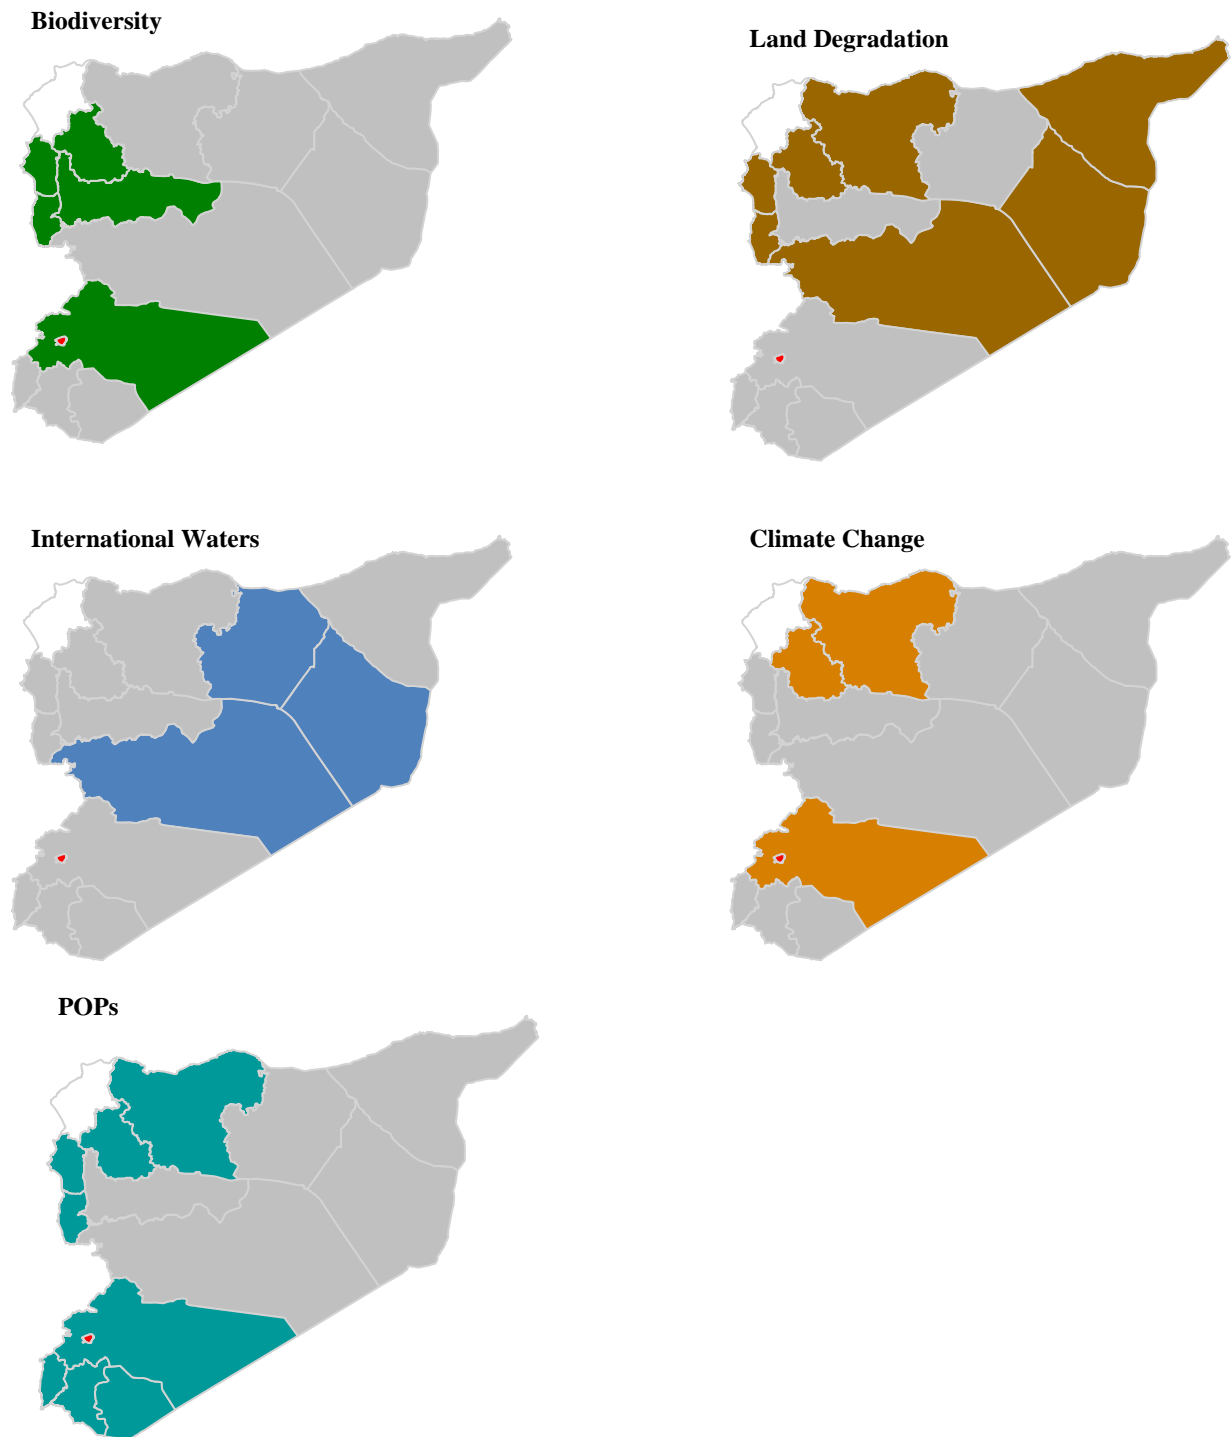 Biodiversity
Land Degradation
International Waters
Climate Change
POPs